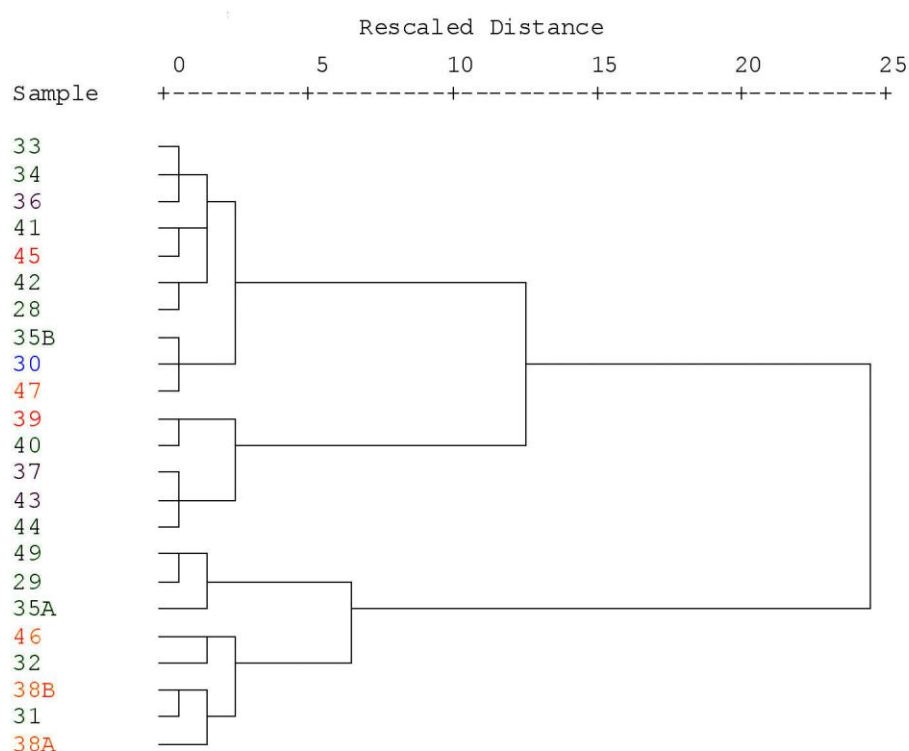 Rescaled Distance
0 5 10 15 20 25
Sample +---------+---------+---------+---------+---------+
33
34
36
41
45
42
28
35B
30
47
39
40
37
43
44
49
29
35A
46
32
38B
31
38A